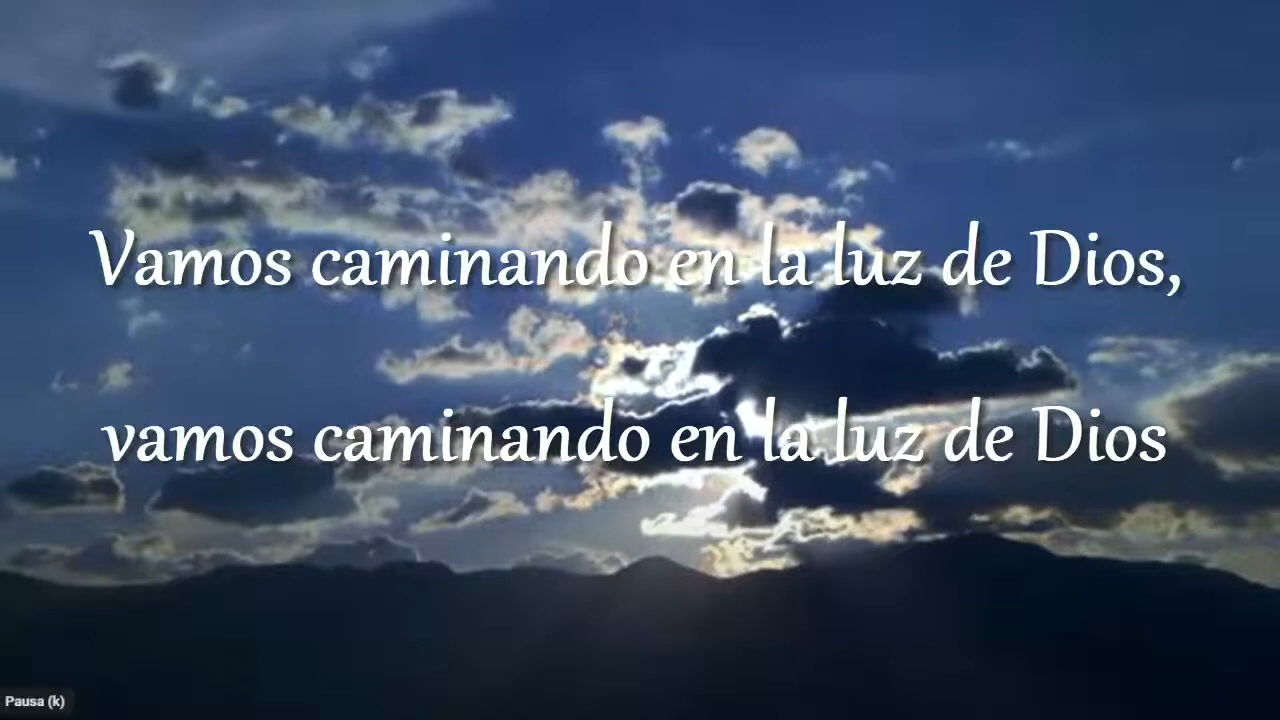 Vamos caminando en la luz de Dios,
vamos caminando en la luz de Dios
Pausa (k)